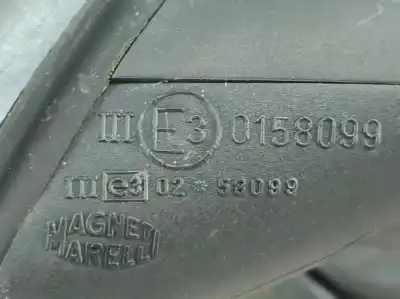 III E3 0158099
III e3 02*58099
MAGNETI
MARELLI